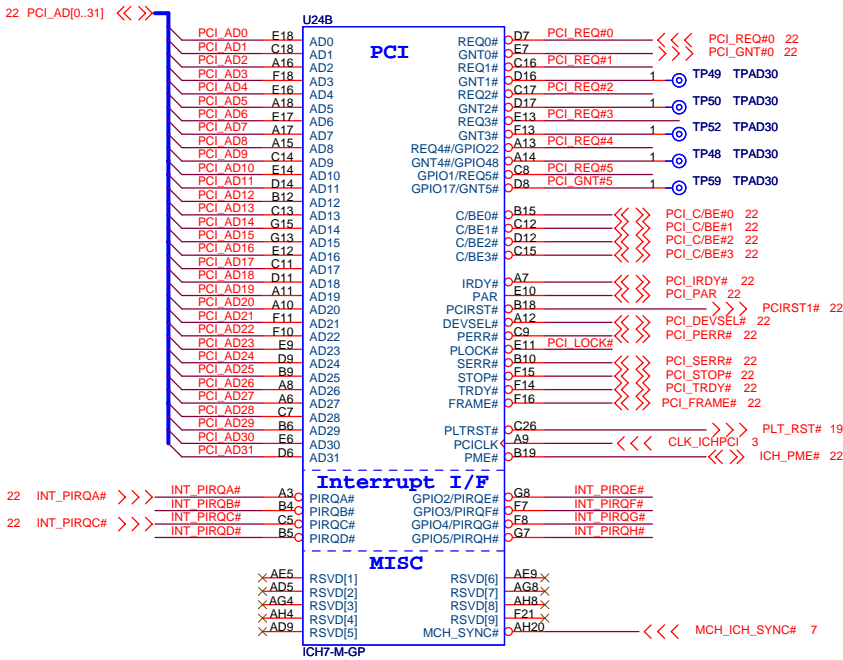 22 PCI_AD[0..31]
U24B
PCI
PCI_AD0 E18 AD0 REQ0# D7 PCI_REQ#0 PCI_REQ#0 22
PCI_AD1 C18 AD1 GNT0# E7 PCI_GNT#0 22
PCI_AD2 A16 AD2 REQ1# C16 PCI_REQ#1
PCI_AD3 F18 AD3 GNT1# D16 1 TP49 TPAD30
PCI_AD4 E16 AD4 REQ2# C17 PCI_REQ#2
PCI_AD5 A18 AD5 GNT2# D17 1 TP50 TPAD30
PCI_AD6 E17 AD6 REQ3# E13 PCI_REQ#3
PCI_AD7 A17 AD7 GNT3# F13 1 TP52 TPAD30
PCI_AD8 A15 AD8 REQ4#/GPIO22 A13 PCI_REQ#4
PCI_AD9 C14 AD9 GNT4#/GPIO48 A14 1 TP48 TPAD30
PCI_AD10 E14 AD10 GPIO1/REQ5# C8 PCI_REQ#5
PCI_AD11 D14 AD11 GPIO17/GNT5# D8 PCI_GNT#5 1 TP59 TPAD30
PCI_AD12 B12 AD12
PCI_AD13 C13 AD13 C/BE0# B15 PCI_C/BE#0 22
PCI_AD14 G15 AD14 C/BE1# C12 PCI_C/BE#1 22
PCI_AD15 G13 AD15 C/BE2# D12 PCI_C/BE#2 22
PCI_AD16 E12 AD16 C/BE3# C15 PCI_C/BE#3 22
PCI_AD17 C11 AD17
PCI_AD18 D11 AD18 IRDY# A7 PCI_IRDY# 22
PCI_AD19 A11 AD19 PAR E10 PCI_PAR 22
PCI_AD20 A10 AD20 PCIRST# B18 PCIRST1# 22
PCI_AD21 F11 AD21 DEVSEL# A12 PCI_DEVSEL# 22
PCI_AD22 F10 AD22 PERR# C9 PCI_PERR# 22
PCI_AD23 E9 AD23 PLOCK# E11 PCI_LOCK#
PCI_AD24 D9 AD24 SERR# B10 PCI_SERR# 22
PCI_AD25 B9 AD25 STOP# F15 PCI_STOP# 22
PCI_AD26 A8 AD26 TRDY# F14 PCI_TRDY# 22
PCI_AD27 A6 AD27 FRAME# F16 PCI_FRAME# 22
PCI_AD28 C7 AD28
PCI_AD29 B6 AD29 PLTRST# C26 PLT_RST# 19
PCI_AD30 E6 AD30 PCICLK A9 CLK_ICHPCI 3
PCI_AD31 D6 AD31 PME# B19 ICH_PME# 22
Interrupt I/F
22 INT_PIRQA# INT_PIRQA# A3 PIRQA# GPIO2/PIRQE# G8 INT_PIRQE#
INT_PIRQB# B4 PIRQB# GPIO3/PIRQF# F7 INT_PIRQF#
22 INT_PIRQC# INT_PIRQC# C5 PIRQC# GPIO4/PIRQG# F8 INT_PIRQG#
INT_PIRQD# B5 PIRQD# GPIO5/PIRQH# G7 INT_PIRQH#
MISC
AE5 RSVD[1] RSVD[6] AE9
AD5 RSVD[2] RSVD[7] AG8
AG4 RSVD[3] RSVD[8] AH8
AH4 RSVD[4] RSVD[9] F21
AD9 RSVD[5] MCH_SYNC# AH20 MCH_ICH_SYNC# 7
ICH7-M-GP